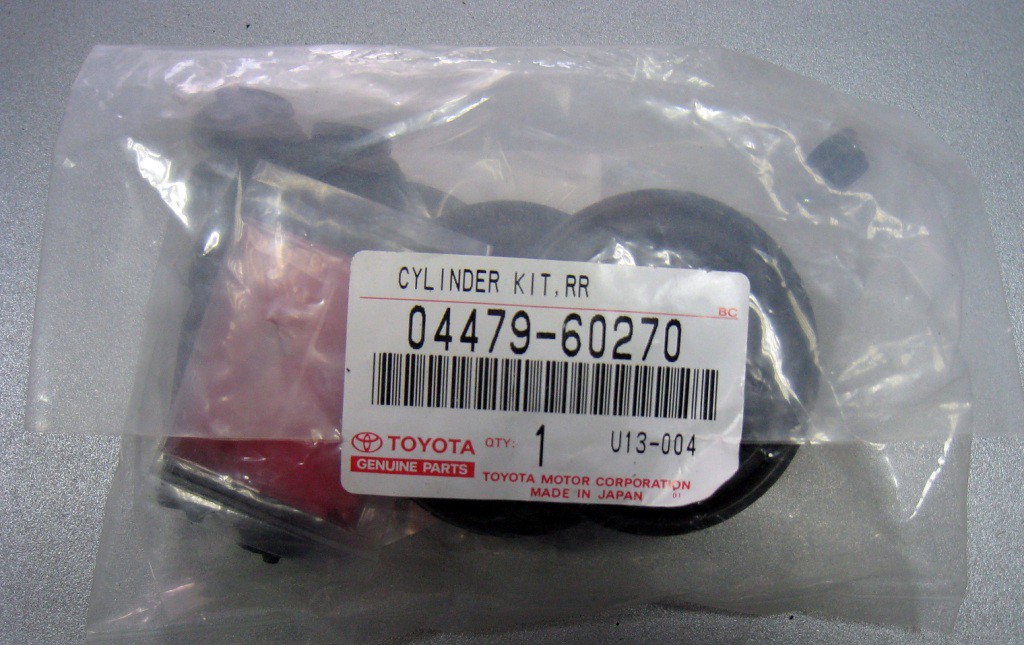 CYLINDER KIT,RR
BC
04479-60270
TOYOTA QTY: 1 U13-004
GENUINE PARTS
TOYOTA MOTOR CORPORATION
MADE IN JAPAN 01